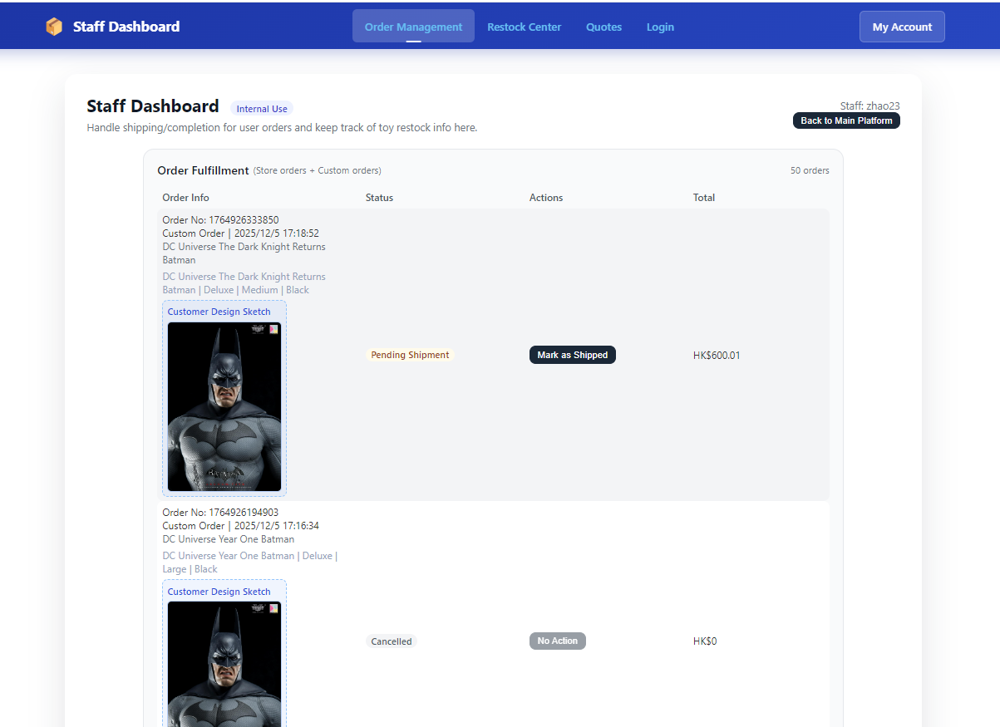 Staff Dashboard
Order Management
Restock Center
Quotes
Login
My Account
Staff Dashboard
Internal Use
Handle shipping/completion for user orders and keep track of toy restock info here.
Staff: zhao23
Back to Main Platform
Order Fulfillment (Store orders + Custom orders)
50 orders
Order Info
Status
Actions
Total
Order No: 1764926333850
Custom Order | 2025/12/5 17:18:52
DC Universe The Dark Knight Returns
Batman
DC Universe The Dark Knight Returns
Batman | Deluxe | Medium | Black
Customer Design Sketch
BATMAN
Pending Shipment
Mark as Shipped
HK$600.01
Order No: 1764926194903
Custom Order | 2025/12/5 17:16:34
DC Universe Year One Batman
DC Universe Year One Batman | Deluxe |
Large | Black
Customer Design Sketch
Cancelled
No Action
HK$0